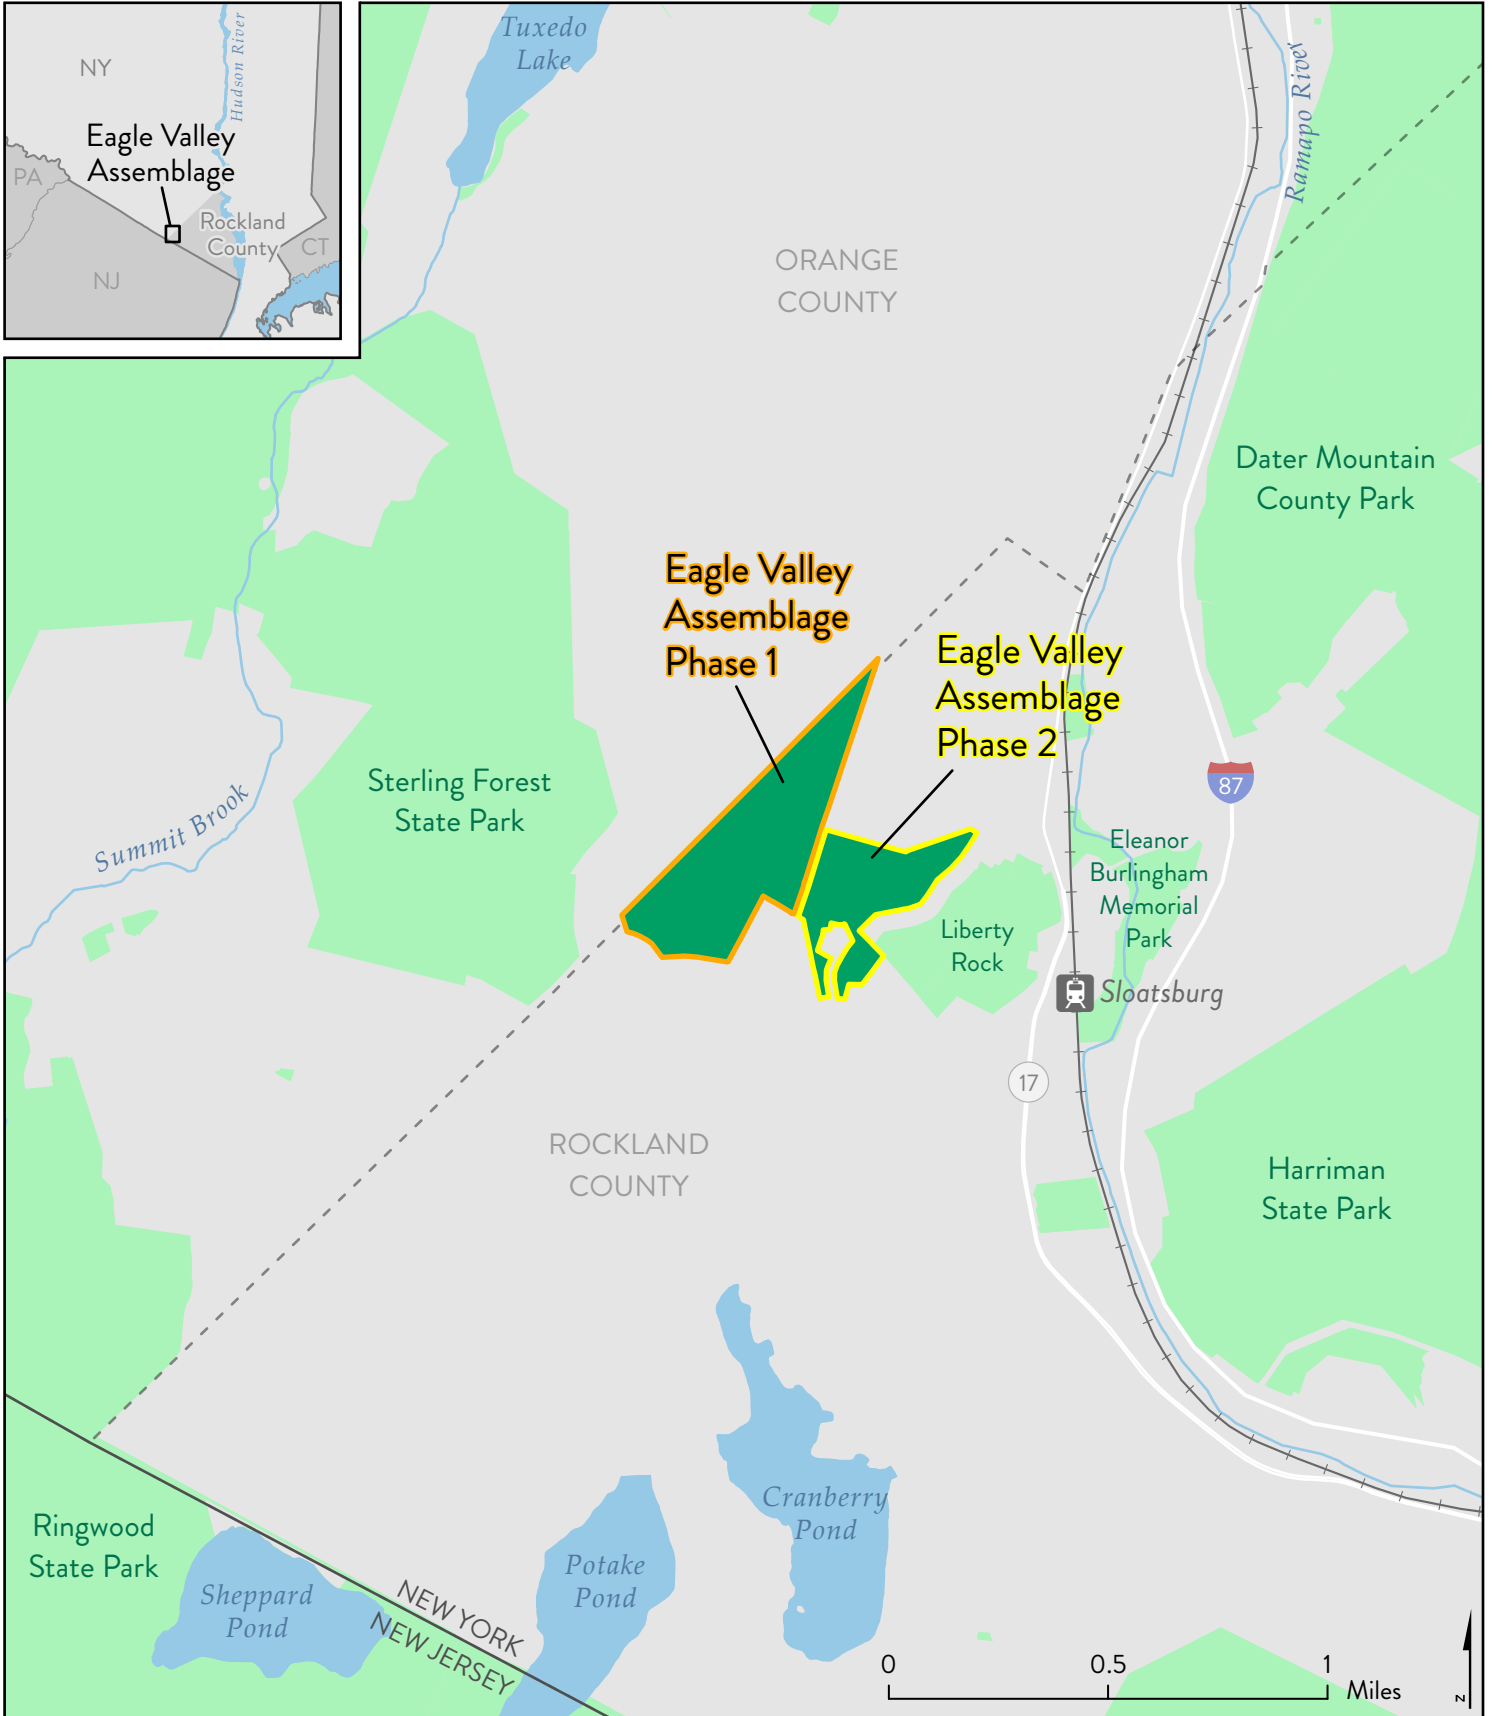 NY
Hudson River
Eagle Valley
Assemblage
PA
Rockland
County
CT
NJ
Tuxedo
Lake
Ramapo River
ORANGE
COUNTY
Dater Mountain
County Park
Eagle Valley
Assemblage
Phase 1
Eagle Valley
Assemblage
Phase 2
Sterling Forest
State Park
87
Summit Brook
Eleanor
Burlingham
Memorial
Park
Liberty
Rock
Sloatsburg
17
ROCKLAND
COUNTY
Harriman
State Park
Cranberry
Pond
Ringwood
State Park
Potake
Pond
Sheppard
Pond
NEW YORK
NEW JERSEY
0 0.5 1
Miles
N